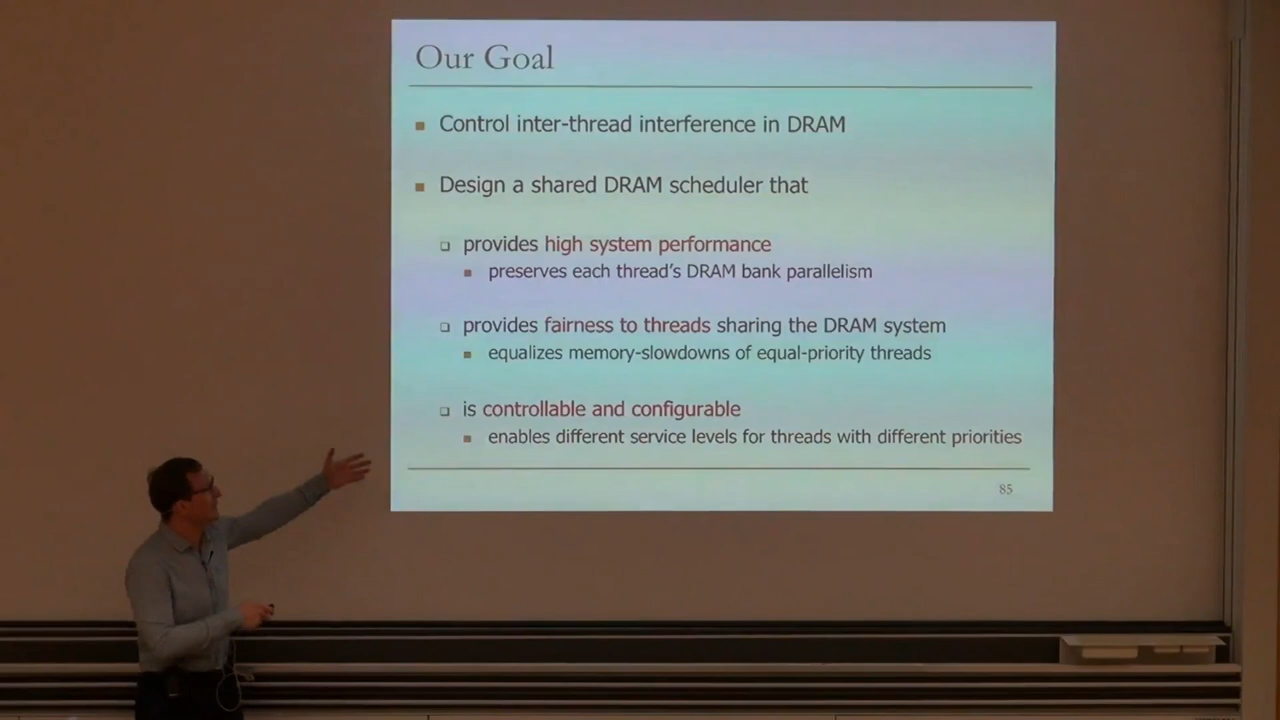 Our Goal
Control inter-thread interference in DRAM
Design a shared DRAM scheduler that
provides high system performance
preserves each thread's DRAM bank parallelism
provides fairness to threads sharing the DRAM system
equalizes memory-slowdowns of equal-priority threads
is controllable and configurable
enables different service levels for threads with different priorities
85